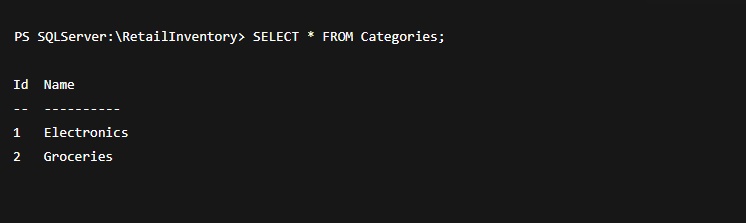 PS SQLServer:\RetailInventory> SELECT * FROM Categories;
Id  Name
--  ----------
1   Electronics
2   Groceries